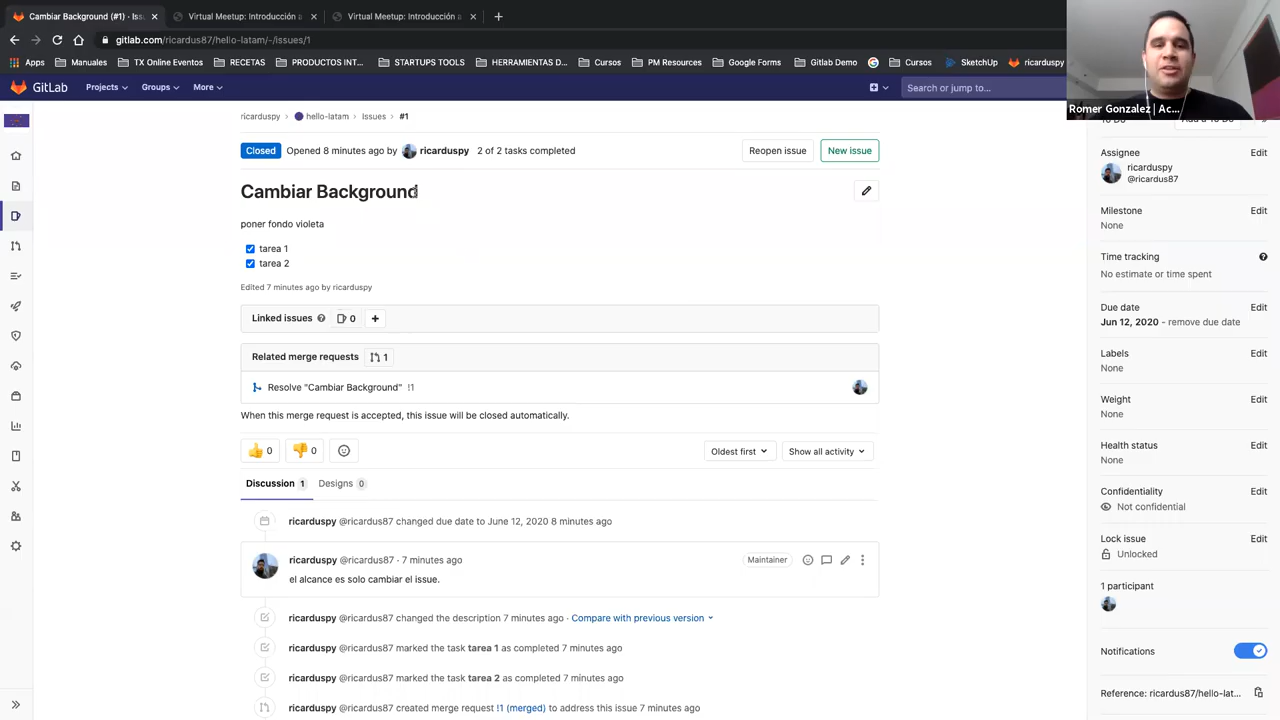 Cambiar Background (#1) · Iss
Virtual Meetup: Introducción a
Virtual Meetup: Introducción a
gitlab.com/ricardus87/hello-latam/-/issues/1
Apps
Manuales
TX Online Eventos
RECETAS
PRODUCTOS INT...
STARTUPS TOOLS
HERRAMIENTAS D...
Cursos
PM Resources
Google Forms
Gitlab Demo
Cursos
SketchUp
ricarduspy
GitLab
Projects
Groups
More
Search or jump to...
Romer Gonzalez | Ac...
ricarduspy
hello-latam
Issues
#1
Closed
Opened 8 minutes ago by ricarduspy 2 of 2 tasks completed
Reopen issue
New issue
Cambiar Background
poner fondo violeta
tarea 1
tarea 2
Edited 7 minutes ago by ricarduspy
Linked issues 0
Related merge requests 1
Resolve "Cambiar Background" !1
When this merge request is accepted, this issue will be closed automatically.
0
0
Oldest first
Show all activity
Discussion 1
Designs 0
ricarduspy @ricardus87 changed due date to June 12, 2020 8 minutes ago
ricarduspy @ricardus87 · 7 minutes ago
Maintainer
el alcance es solo cambiar el issue.
ricarduspy @ricardus87 changed the description 7 minutes ago · Compare with previous version
ricarduspy @ricardus87 marked the task tarea 1 as completed 7 minutes ago
ricarduspy @ricardus87 marked the task tarea 2 as completed 7 minutes ago
ricarduspy @ricardus87 created merge request !1 (merged) to address this issue 7 minutes ago
Assignee
Edit
ricarduspy
@ricardus87
Milestone
Edit
None
Time tracking
No estimate or time spent
Due date
Edit
Jun 12, 2020 - remove due date
Labels
Edit
None
Weight
Edit
None
Health status
Edit
None
Confidentiality
Edit
Not confidential
Lock issue
Edit
Unlocked
1 participant
Notifications
Reference: ricardus87/hello-lat...